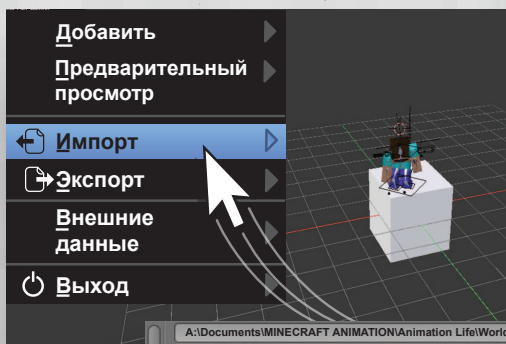 Добавить
Предварительный
просмотр
Импорт
Экспорт
Внешние
данные
Выход
A:\Documents\MINECRAFT ANIMATION\Animation Life\World